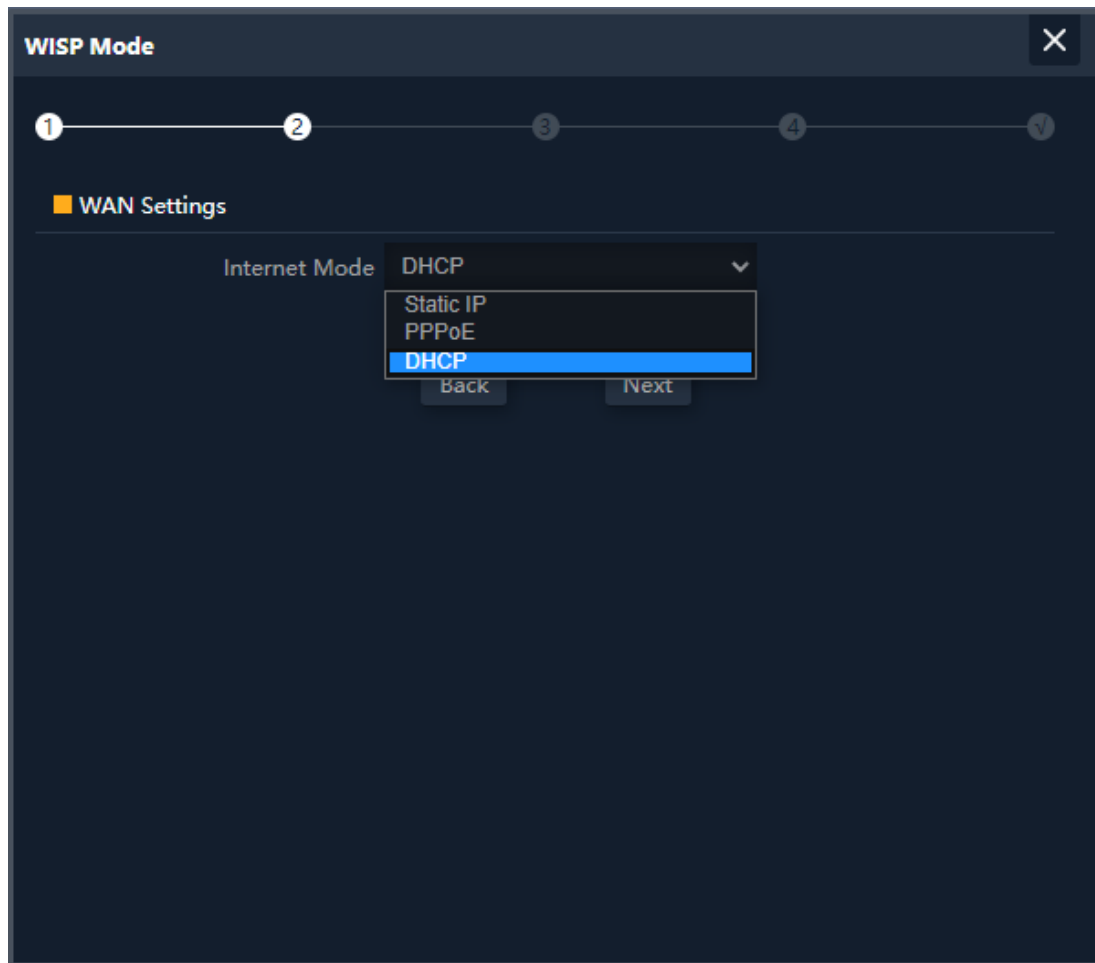 WISP Mode
1 2 3 4 √
WAN Settings
Internet Mode DHCP
Static IP
PPPoE
DHCP
Back Next